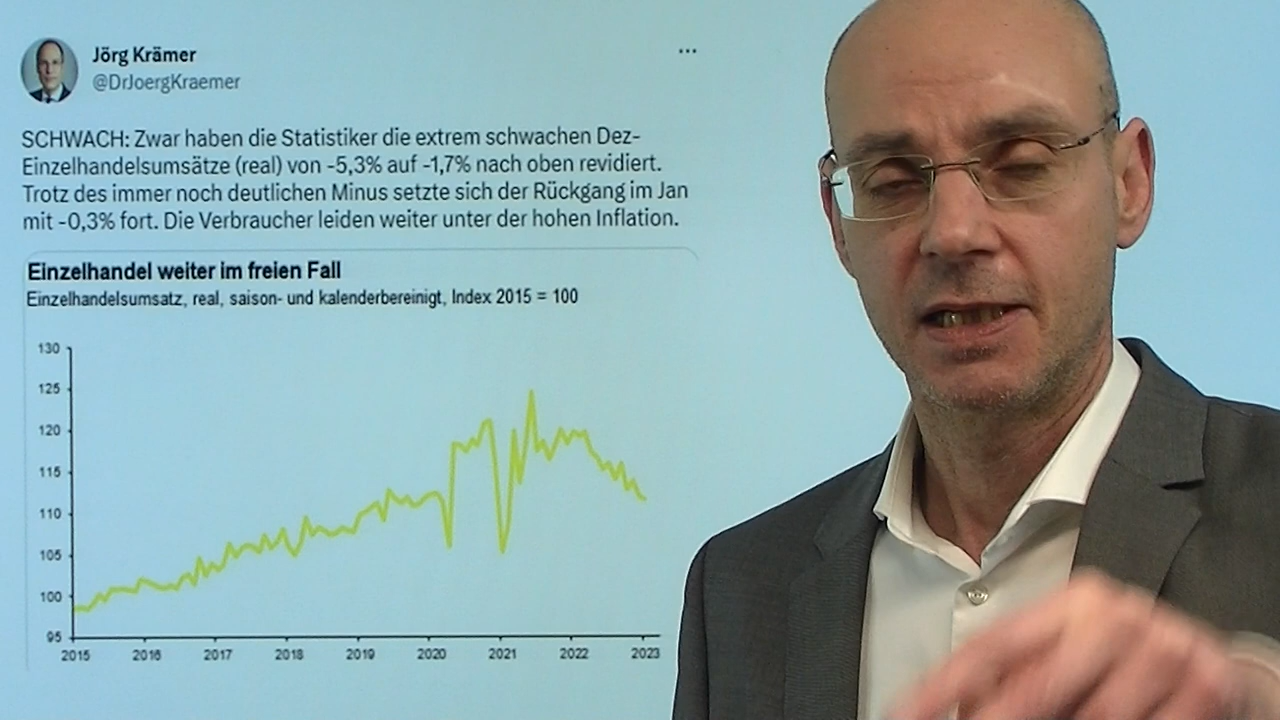 Jörg Krämer
@DrJoergKraemer
...
SCHWACH: Zwar haben die Statistiker die extrem schwachen Dez-
Einzelhandelsumsätze (real) von -5,3% auf -1,7% nach oben revidiert.
Trotz des immer noch deutlichen Minus setzte sich der Rückgang im Jan
mit -0,3% fort. Die Verbraucher leiden weiter unter der hohen Inflation.
Einzelhandel weiter im freien Fall
Einzelhandelsumsatz, real, saison- und kalenderbereinigt, Index 2015 = 100
130
125
120
115
110
105
100
95
2015 2016 2017 2018 2019 2020 2021 2022 2023